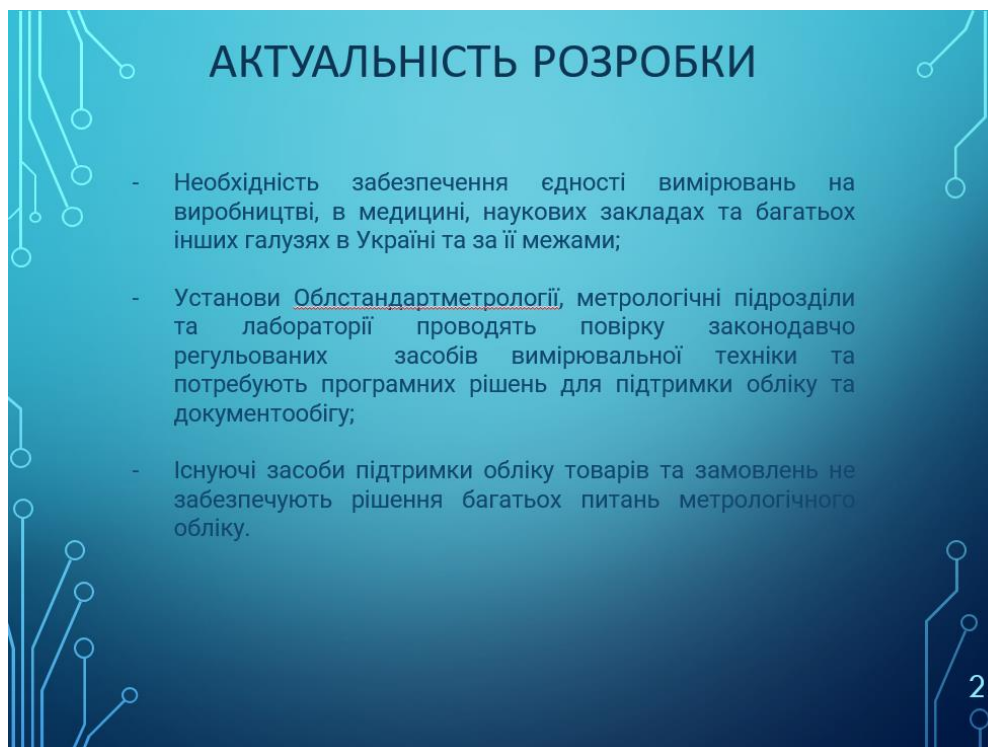 АКТУАЛЬНІСТЬ РОЗРОБКИ
- Необхідність забезпечення єдності вимірювань на
виробництві, в медицині, наукових закладах та багатьох
інших галузях в Україні та за її межами;
- Установи Облстандартметрології, метрологічні підрозділи
та лабораторії проводять повірку законодавчо
регульованих засобів вимірювальної техніки та
потребують програмних рішень для підтримки обліку та
документообігу;
- Існуючі засоби підтримки обліку товарів та замовлень не
забезпечують рішення багатьох питань метрологічного
обліку.
2